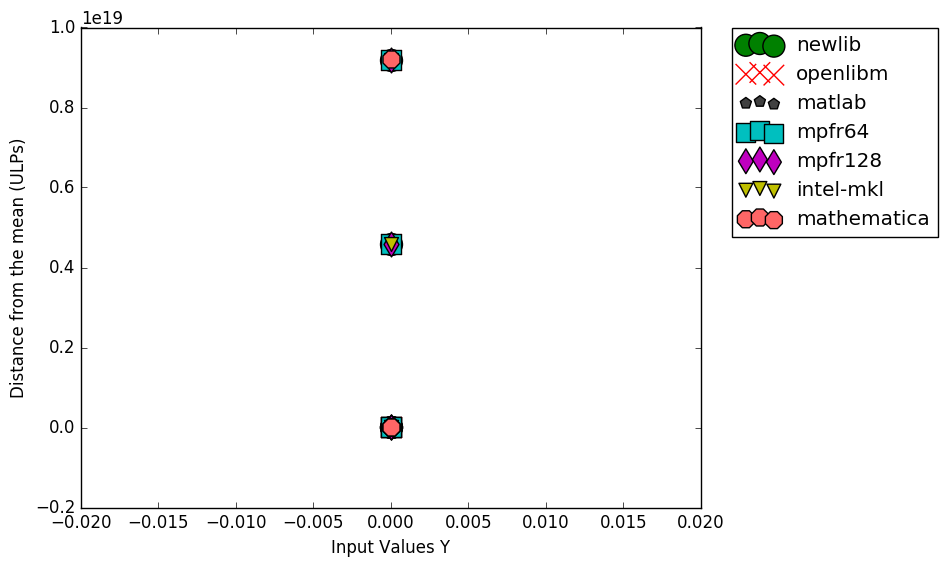 1e19
1.0
0.8
0.6
0.4
0.2
0.0
−0.2
Distance from the mean (ULPs)
−0.020 −0.015 −0.010 −0.005 0.000 0.005 0.010 0.015 0.020
Input Values Y
newlib
openlibm
matlab
mpfr64
mpfr128
intel-mkl
mathematica